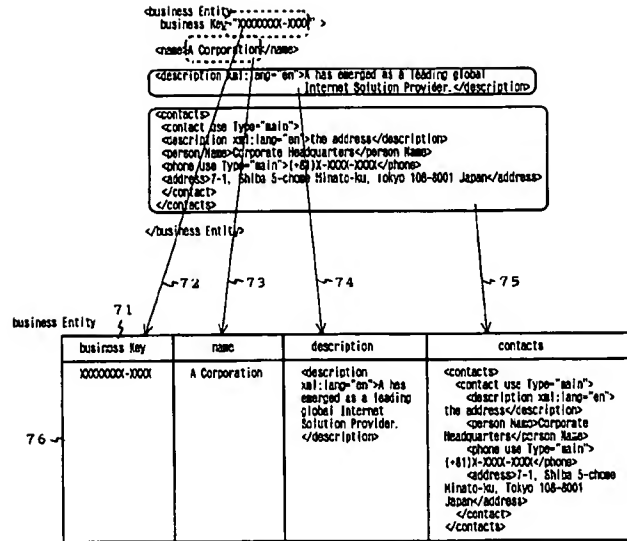 <business Entity
business Key="XXXXXXXX-XXXX" >
<name>A Corporation</name>
<description xml:lang="en">A has emerged as a leading global
Internet Solution Provider.</description>
<contacts>
<contact use Type="main">
<description xml:lang="en">the address</description>
<person Name>Corporate Headquarters</person Name>
<phone use Type="main">(+81)X-XXXX-XXXX</phone>
<address>7-1, Shiba 5-chome Minato-ku, Tokyo 108-8001 Japan</address>
</contact>
</contacts>
</business Entity>
72 73 74 75
71
business Entity
business Key name description contacts
76
XXXXXXXX-XXXX
A Corporation
<description
xml:lang="en">A has
emerged as a leading
global Internet
Solution Provider.
</description>
<contacts>
<contact use Type="main">
<description xml:lang="en">
the address</description>
<person Name>Corporate
Headquarters</person Name>
<phone use Type="main">
(+81)X-XXXX-XXXX</phone>
<address>7-1, Shiba 5-chome
Minato-ku, Tokyo 108-8001
Japan</address>
</contact>
</contacts>